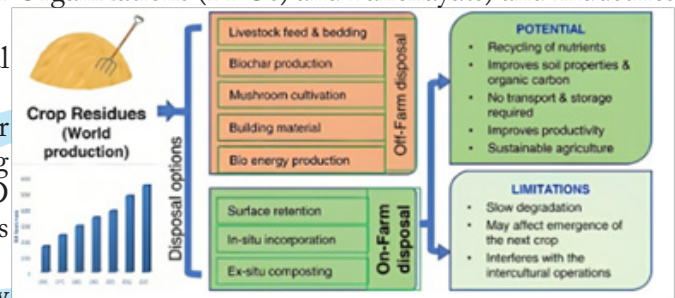 Crop Residues
(World
production)
Disposal options
Livestock feed & bedding
Biochar production
Mushroom cultivation
Building material
Bio energy production
Off-Farm disposal
Surface retention
In-situ incorporation
Ex-situ composting
On-Farm
disposal
POTENTIAL
• Recycling of nutrients
• Improves soil properties &
organic carbon
• No transport & storage
required
• Improves productivity
• Sustainable agriculture
LIMITATIONS
• Slow degradation
• May affect emergence of
the next crop
• Interferes with the
intercultural operations